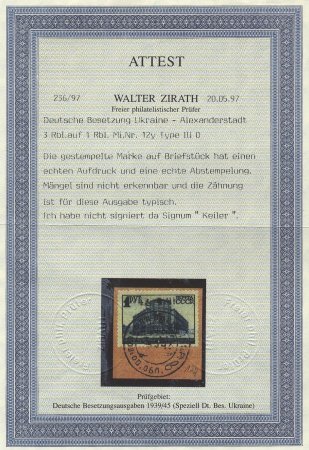 ATTEST
236/97 WALTER ZIRATH 20.05.97
Freier philatelistischer Prüfer
Deutsche Besetzung Ukraine - Alexanderstadt
3 Rbl.auf 1 Rbl. Mi.Nr. 12y Type III D
Die gestempelte Marke auf Briefstück hat einen
echten Aufdruck und eine echte Abstempelung.
Mängel sind nicht erkennbar und die Zähnung
ist für diese Ausgabe typisch.
Ich habe nicht signiert da Signum " Keiler ".
Prüfgebiet:
Deutsche Besetzungsausgaben 1939/45 (Speziell Dt. Bes. Ukraine)